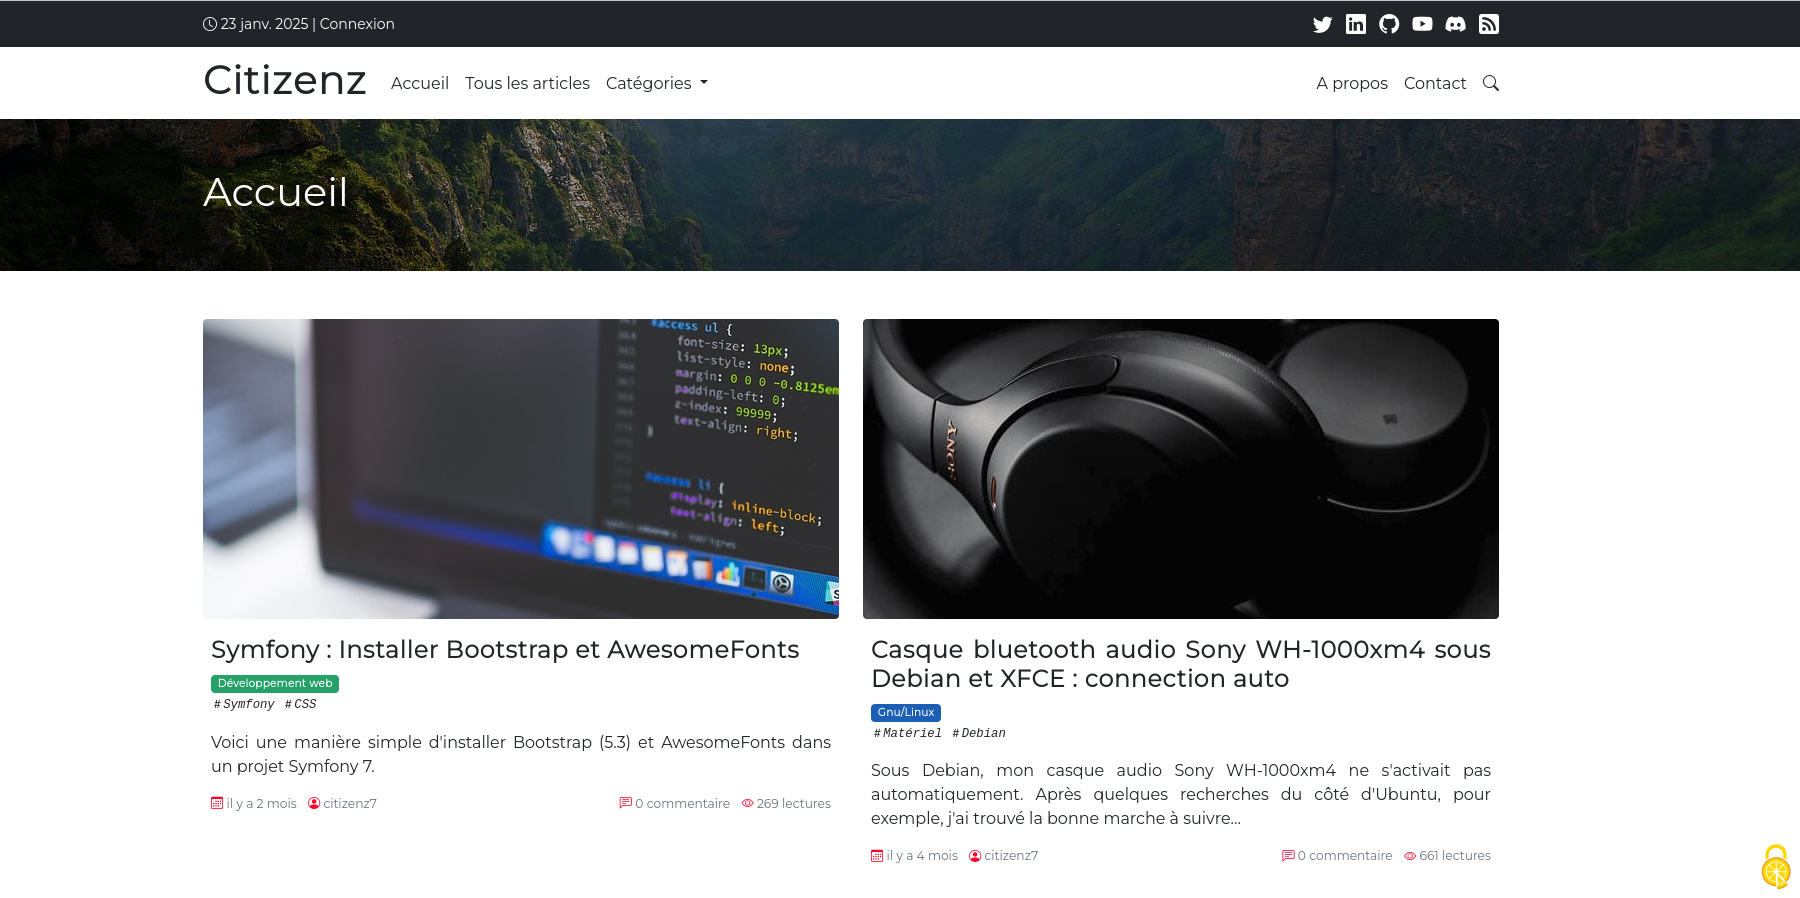 23 janv. 2025 | Connexion
Citizenz
Accueil
Tous les articles
Catégories
A propos
Contact
Accueil
#access ul {
font-size: 13px;
list-style: none;
margin: 0 0 0 -0.8125em
padding-left: 0;
z-index: 99999;
text-align: right;
}
display: inline-block;
left;
SONY
Symfony : Installer Bootstrap et AwesomeFonts
Développement web
# Symfony # CSS
Voici une manière simple d'installer Bootstrap (5.3) et AwesomeFonts dans
un projet Symfony 7.
il y a 2 mois citizenz7 0 commentaire 269 lectures
Casque bluetooth audio Sony WH-1000xm4 sous
Debian et XFCE : connection auto
Gnu/Linux
# Matériel # Debian
Sous Debian, mon casque audio Sony WH-1000xm4 ne s'activait pas
automatiquement. Après quelques recherches du côté d'Ubuntu, pour
exemple, j'ai trouvé la bonne marche à suivre...
il y a 4 mois citizenz7 0 commentaire 661 lectures